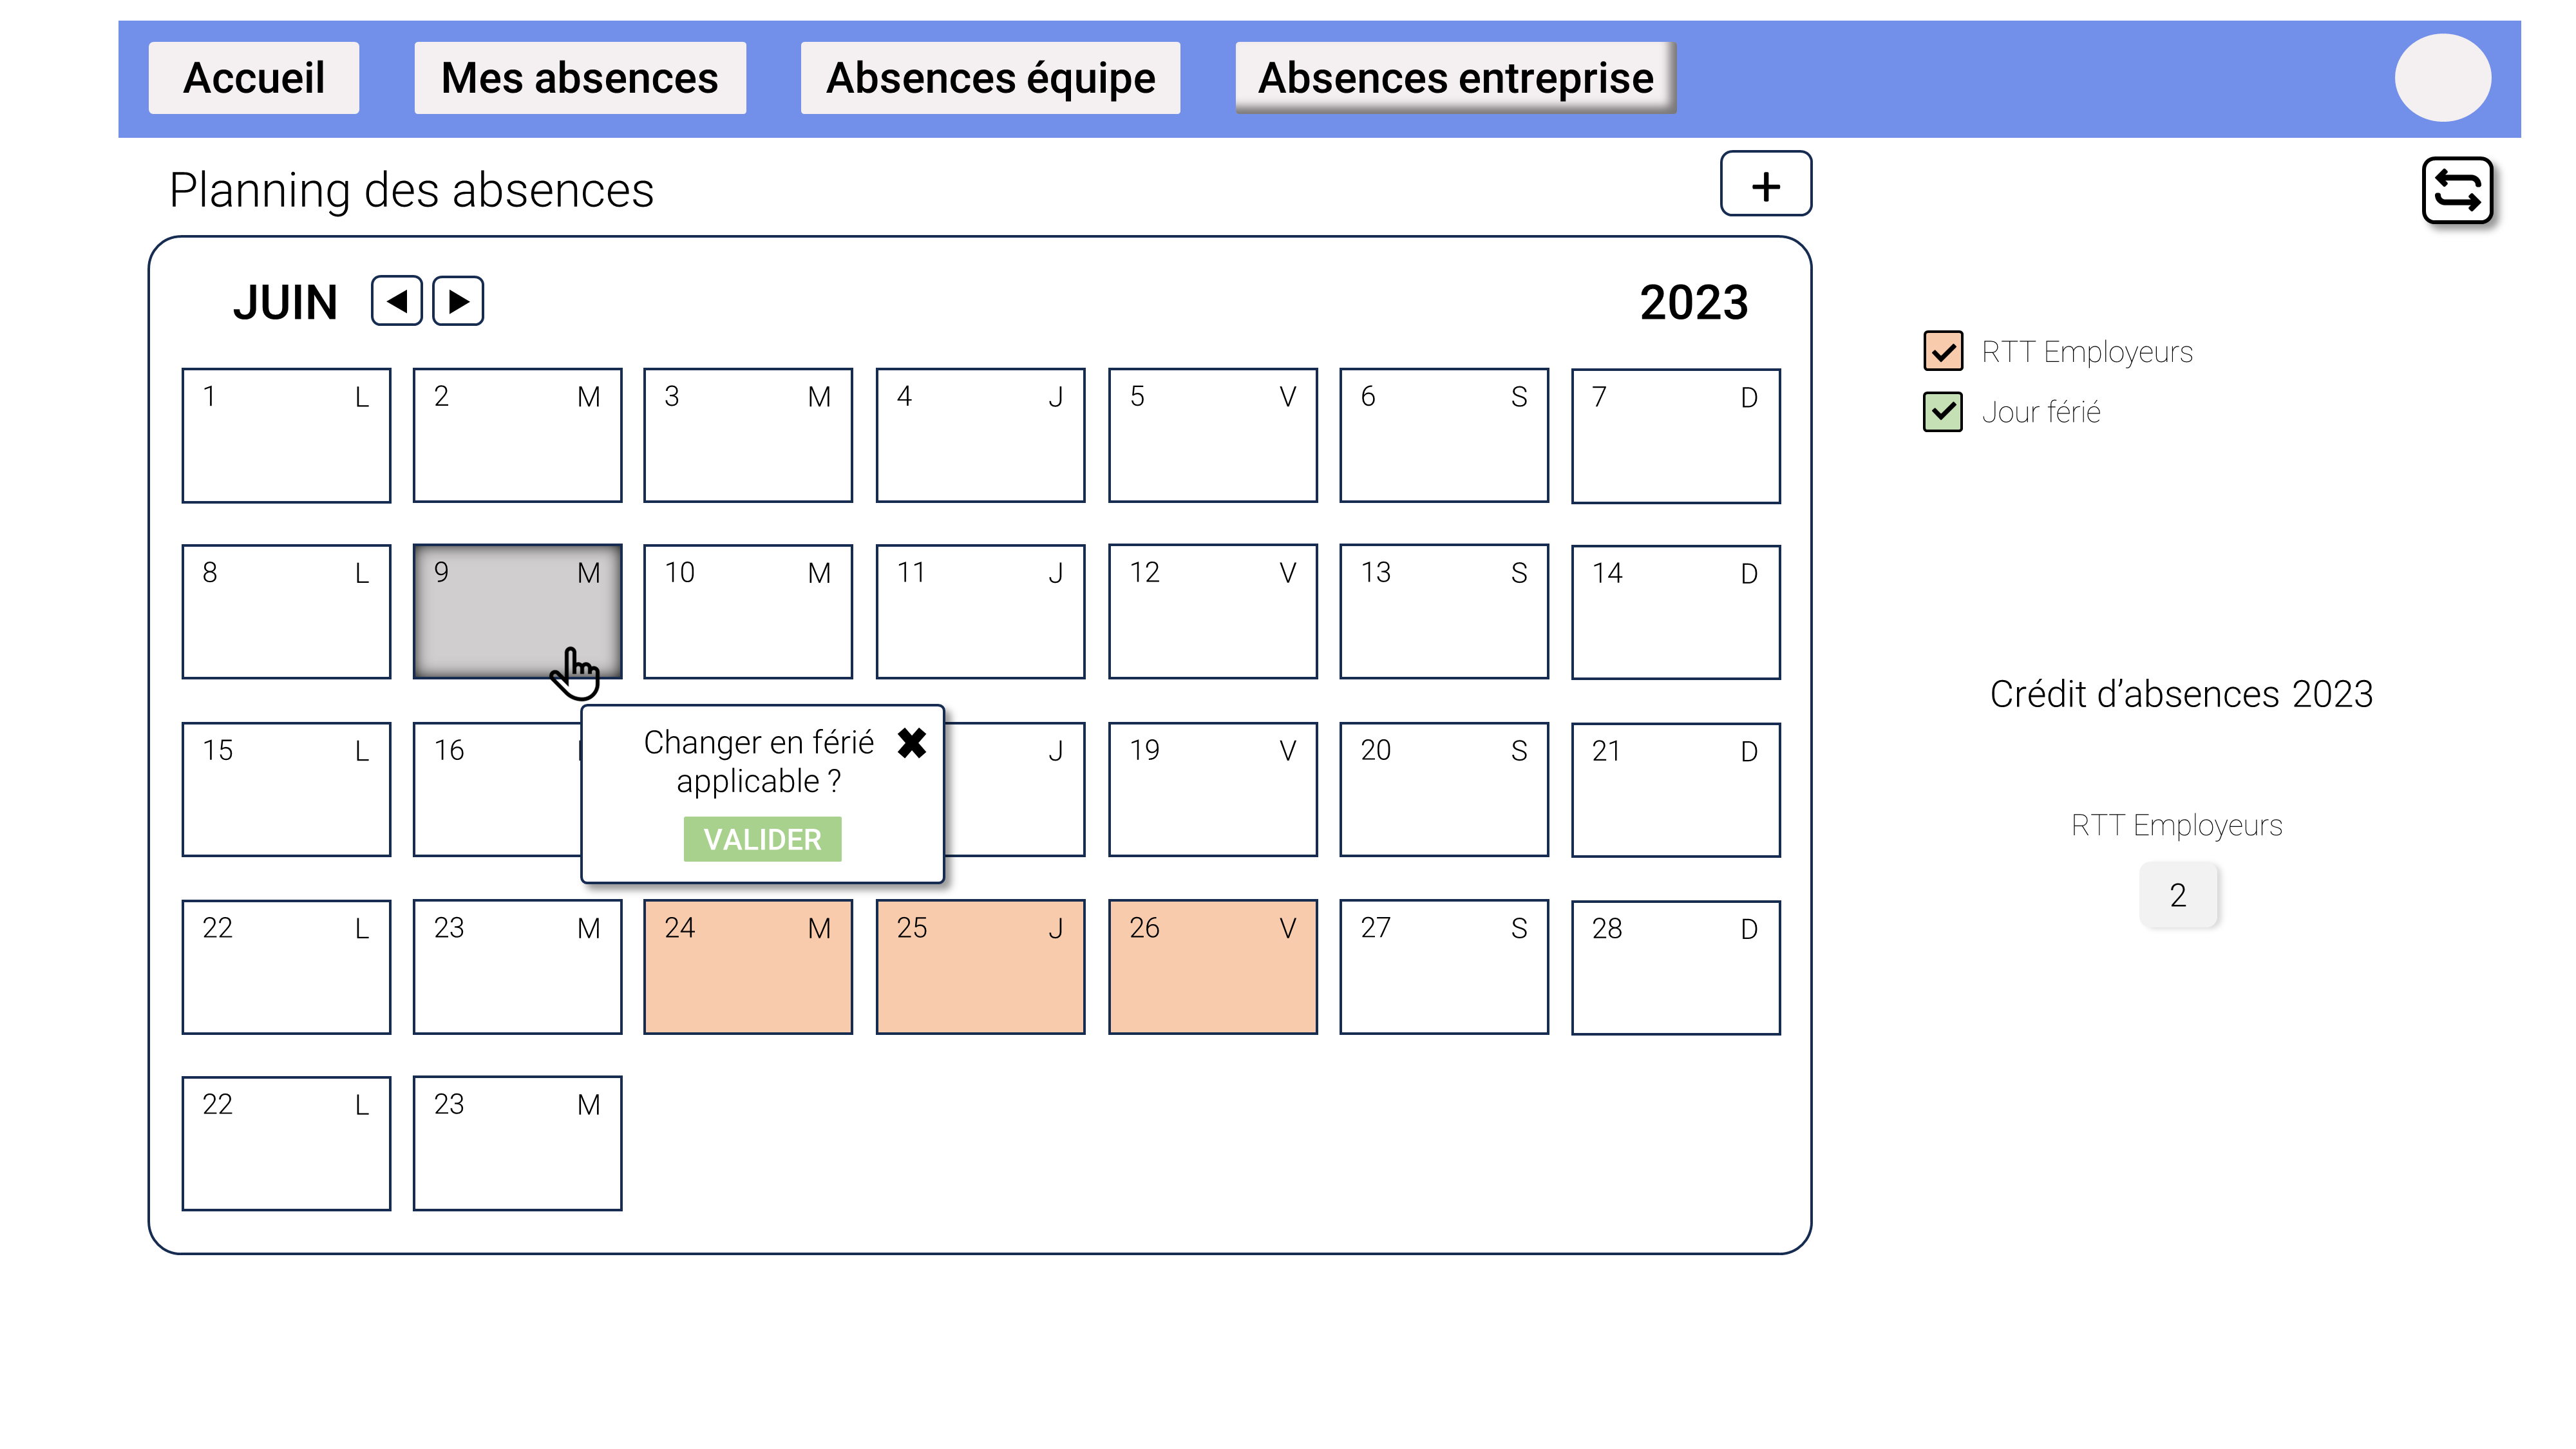 Accueil Mes absences Absences équipe Absences entreprise
Planning des absences +
JUIN 2023
RTT Employeurs
Jour férié
1 L 2 M 3 M 4 J 5 V 6 S 7 D
8 L 9 M 10 M 11 J 12 V 13 S 14 D
15 L 16 J 19 V 20 S 21 D
Changer en férié
applicable ?
VALIDER
22 L 23 M 24 M 25 J 26 V 27 S 28 D
22 L 23 M
Crédit d’absences 2023
RTT Employeurs
2